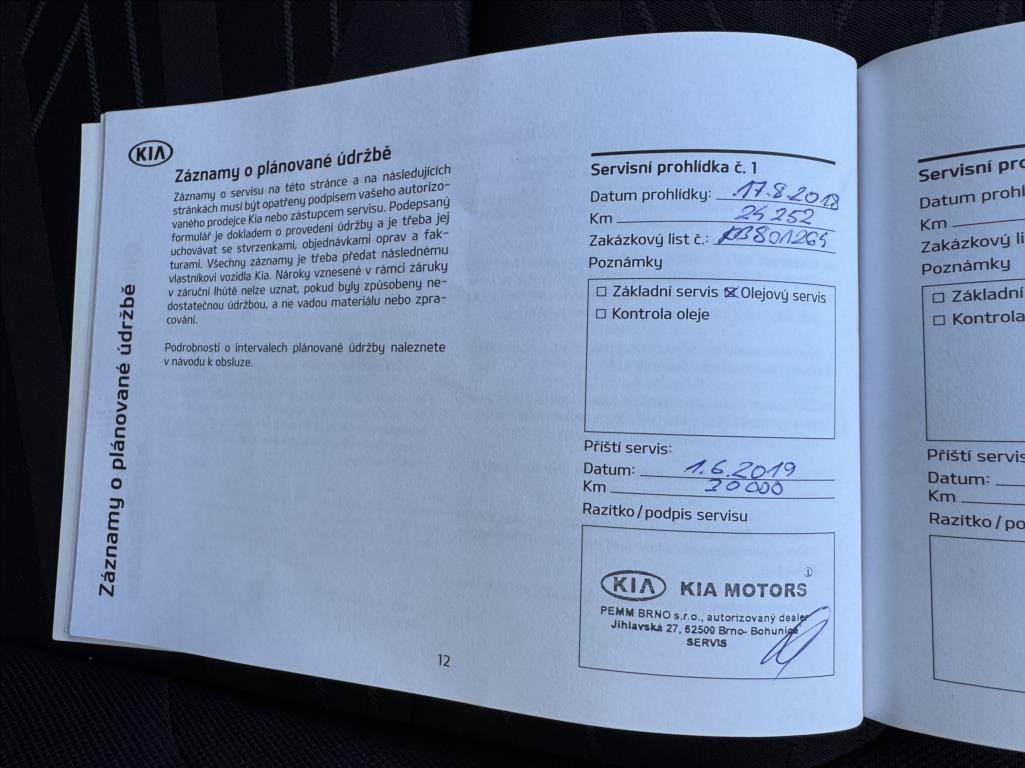 KIA
Záznamy o plánované údržbě
Záznamy o servisu na této stránce a na následujících
stránkách musí být opatřeny podpisem vašeho autorizo-
vaného prodejce Kia nebo zástupcem servisu. Podepsaný
formulář je dokladem o provedení údržby a je třeba jej
uchovávat se stvrzenkami, objednávkami oprav a fak-
turami. Všechny záznamy je třeba předat následnému
vlastníkovi vozidla Kia. Nároky vznesené v rámci záruky
v záruční lhůtě nelze uznat, pokud byly způsobeny ne-
dostatečnou údržbou, a ne vadou materiálu nebo zpra-
cování.
Podrobnosti o intervalech plánované údržby naleznete
v návodu k obsluze.
Záznamy o plánované údržbě
12
Servisní prohlídka č. 1
Datum prohlídky: 17.8.2018
Km 24 252
Zakázkový list č.: KB801264
Poznámky
☐ Základní servis ☒ Olejový servis
☐ Kontrola oleje
Příští servis:
Datum: 1.6.2019
Km 30 000
Razítko / podpis servisu
KIA KIA MOTORS ①
PEMM BRNO s.r.o., autorizovaný dealer
Jihlavská 27, 62500 Brno- Bohunice
SERVIS
Servisní pro
Datum prohl
Km
Zakázkový lis
Poznámky
☐ Základní
☐ Kontrola
Příští servis
Datum:
Km
Razítko / po